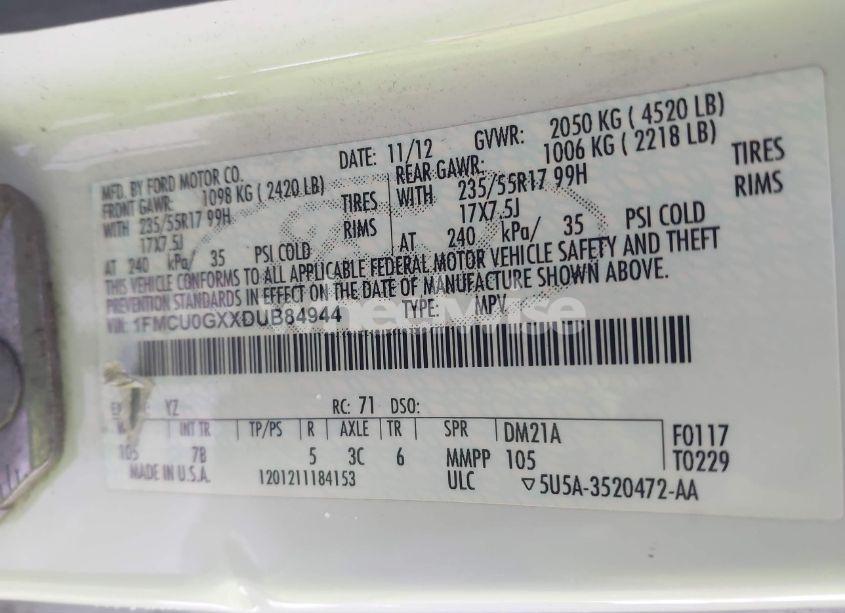 MFD. BY FORD MOTOR CO.
DATE: 11/12 GVWR: 2050 KG ( 4520 LB)
FRONT GAWR: 1098 KG ( 2420 LB) REAR GAWR: 1006 KG ( 2218 LB)
WITH 235/55R17 99H TIRES WITH 235/55R17 99H TIRES
17X7.5J RIMS 17X7.5J RIMS
AT 240 kPa/ 35 PSI COLD AT 240 kPa/ 35 PSI COLD
THIS VEHICLE CONFORMS TO ALL APPLICABLE FEDERAL MOTOR VEHICLE SAFETY AND THEFT
PREVENTION STANDARDS IN EFFECT ON THE DATE OF MANUFACTURE SHOWN ABOVE.
VIN: 1FMCU0GXXDUB84944 TYPE: MPV
YZ RC: 71 DSO:
INT TR TP/PS R AXLE TR SPR DM21A F0117
105 7B 5 3C 6 MMPP 105 T0229
MADE IN U.S.A. 1201211184153 ULC ▽5U5A-3520472-AA